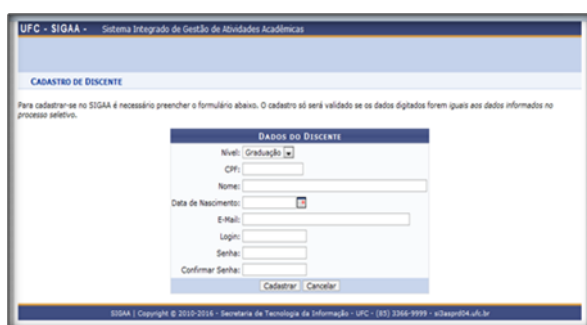 UFC - SIGAA - Sistema Integrado de Gestão de Atividades Acadêmicas
CADASTRO DE DISCENTE
Para cadastrar-se no SIGAA é necessário preencher o formulário abaixo. O cadastro só será validado se os dados digitados forem iguais aos dados informados no
processo seletivo.
DADOS DO DISCENTE
Nível: Graduação
CPF:
Nome:
Data de Nascimento:
E-Mail:
Login:
Senha:
Confirmar Senha:
Cadastrar Cancelar
SIGAA | Copyright © 2010-2016 - Secretaria de Tecnologia da Informação - UFC - (85) 3366-9999 - si3asprd04.ufc.br